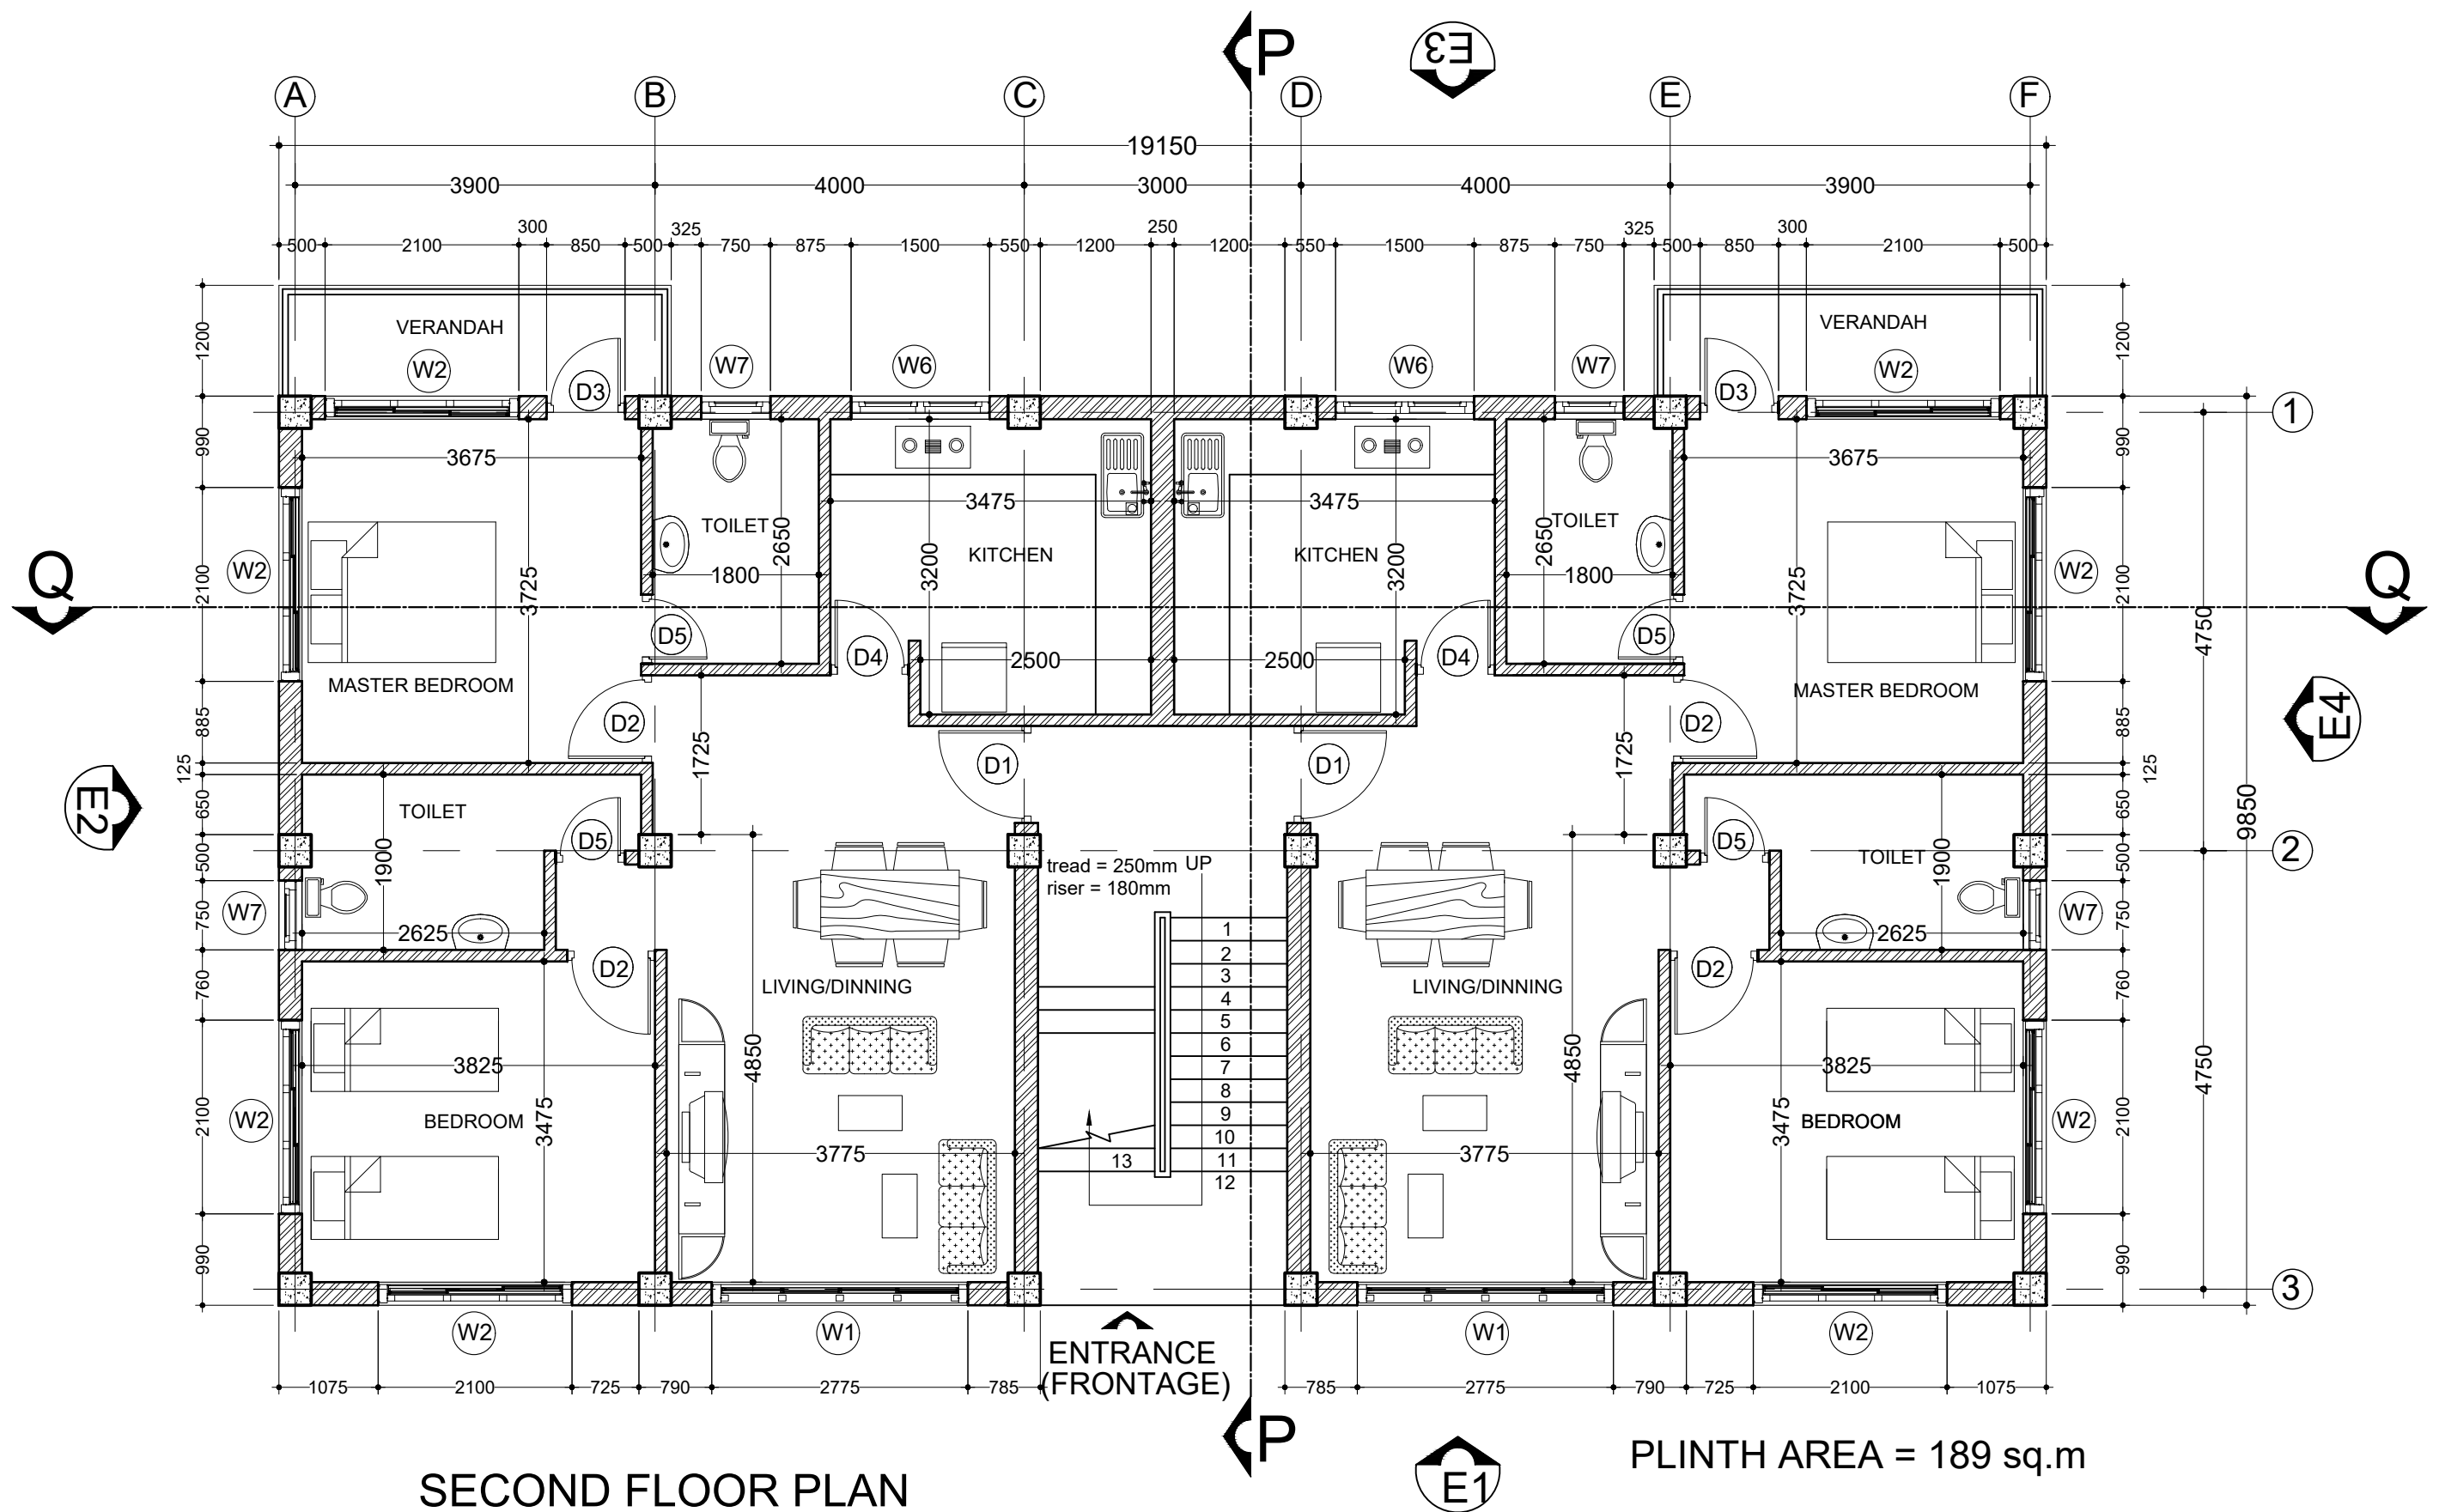 P E3
A B C D E F
19150
3900 4000 3000 4000 3900
300 325 250 325 300
500 2100 850 500 750 875 1500 550 1200 1200 550 1500 875 750 500 850 2100 500
1200 VERANDAH VERANDAH 1200
W2 D3 W7 W6 W6 W7 D3 W2
1
990 3675 3675 990
3475 3475
TOILET 2650 2650 TOILET
KITCHEN KITCHEN
Q W2 2100 3725 1800 3200 3200 1800 3725 2100 W2 Q
4750
D5 D4 2500 2500 D4 D5
MASTER BEDROOM MASTER BEDROOM
885 D2 1725 D1 D1 1725 D2 885 E4
125 125
E2 650 TOILET 650 9850
D5 D5
2
500 1900 TOILET 1900 500
tread = 250mm UP
riser = 180mm
W7 750 2625 2625 750 W7
1
2
3
4
5
6
7
8
9
10
13 11
12
760 D2 LIVING/DINNING LIVING/DINNING D2 760
3825 4850 4850 3825 4750
W2 2100 BEDROOM 3475 3475 BEDROOM 2100 W2
3775 3775
990 990
3
W2 W1 W1 W2
ENTRANCE
(FRONTAGE)
1075 2100 725 790 2775 785 785 2775 790 725 2100 1075
P
E1
PLINTH AREA = 189 sq.m
SECOND FLOOR PLAN